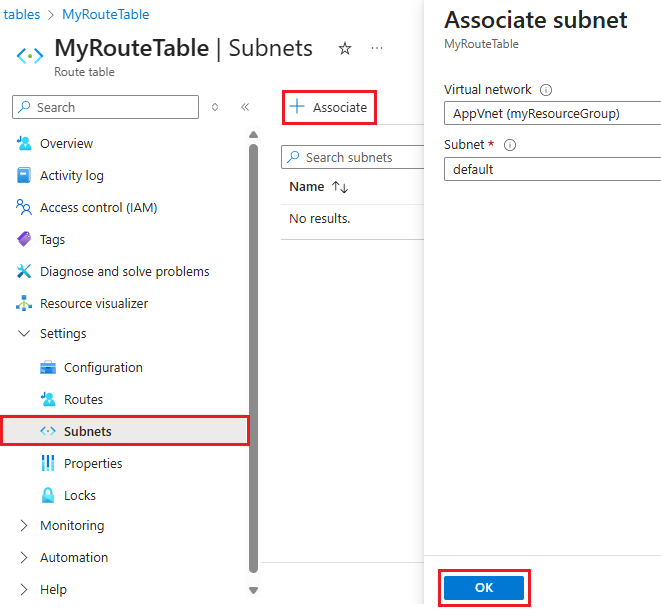 tables > MyRouteTable
MyRouteTable | Subnets
Route table
Search
Overview
Activity log
Access control (IAM)
Tags
Diagnose and solve problems
Resource visualizer
Settings
Configuration
Routes
Subnets
Properties
Locks
Monitoring
Automation
Help
Associate
Search subnets
Name
No results.
Associate subnet
MyRouteTable
Virtual network
AppVnet (myResourceGroup)
Subnet *
default
OK